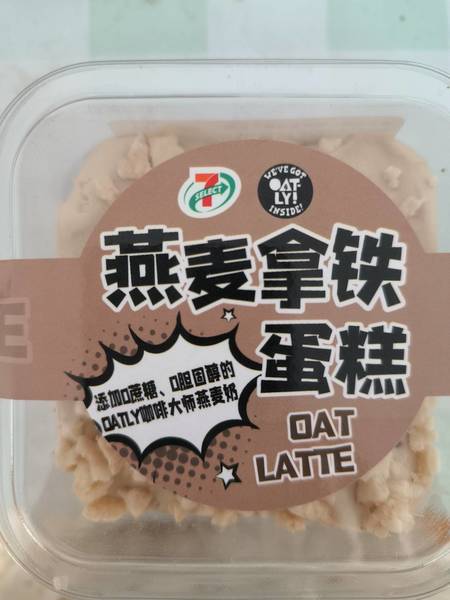 7
SELECT
WE'VE GOT
OAT-
LY!
INSIDE!
燕麦拿铁
蛋糕
添加0蔗糖、0胆固醇的
OATLY咖啡大师燕麦奶
OAT
LATTE
E